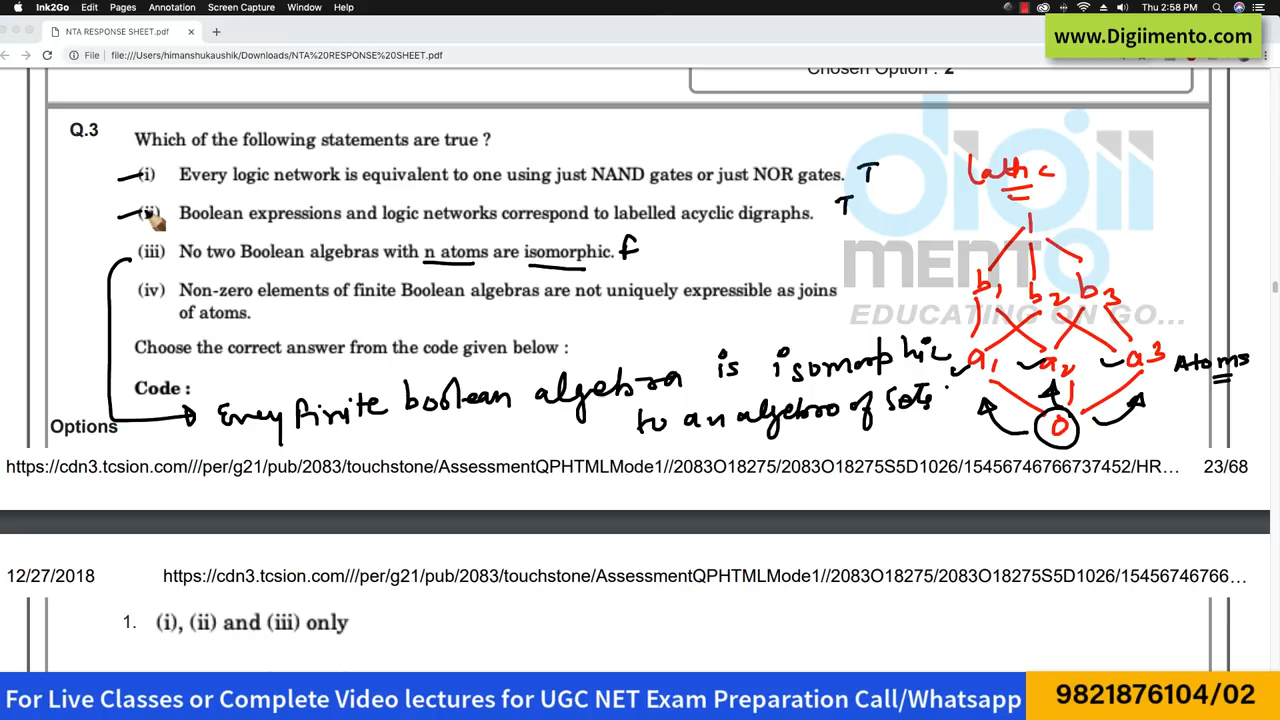 Ink2Go Edit Pages Annotation Screen Capture Window Help
Thu 2:58 PM
NTA RESPONSE SHEET.pdf
www.Digiimento.com
File file:///Users/himanshukaushik/Downloads/NTA%20RESPONSE%20SHEET.pdf
Chosen Option : 2
Q.3
Which of the following statements are true ?
(i) Every logic network is equivalent to one using just NAND gates or just NOR gates. T
(ii) Boolean expressions and logic networks correspond to labelled acyclic digraphs. T
(iii) No two Boolean algebras with n atoms are isomorphic. F
(iv) Non-zero elements of finite Boolean algebras are not uniquely expressible as joins
of atoms.
Choose the correct answer from the code given below :
Code :
Every finite boolean algebra is isomorphic
to an algebra of sets
Options
digii
MENTO
EDUCATING ON GO...
Lattic
1
b1 b2 b3
a1 a2 a3 Atoms
0
https://cdn3.tcsion.com///per/g21/pub/2083/touchstone/AssessmentQPHTMLMode1//2083O18275/2083O18275S5D1026/15456746766737452/HR... 23/68
12/27/2018 https://cdn3.tcsion.com///per/g21/pub/2083/touchstone/AssessmentQPHTMLMode1//2083O18275/2083O18275S5D1026/154567467 66...
1. (i), (ii) and (iii) only
For Live Classes or Complete Video lectures for UGC NET Exam Preparation Call/Whatsapp
9821876104/02